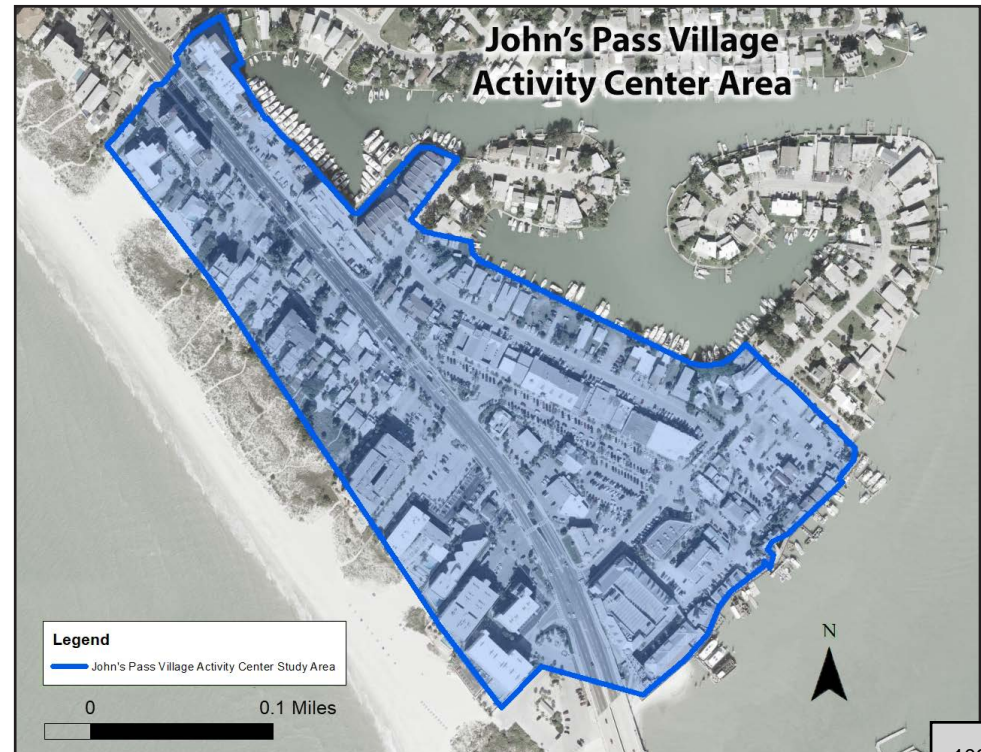 John's Pass Village
Activity Center Area
Legend
John's Pass Village Activity Center Study Area
0 0.1 Miles
N